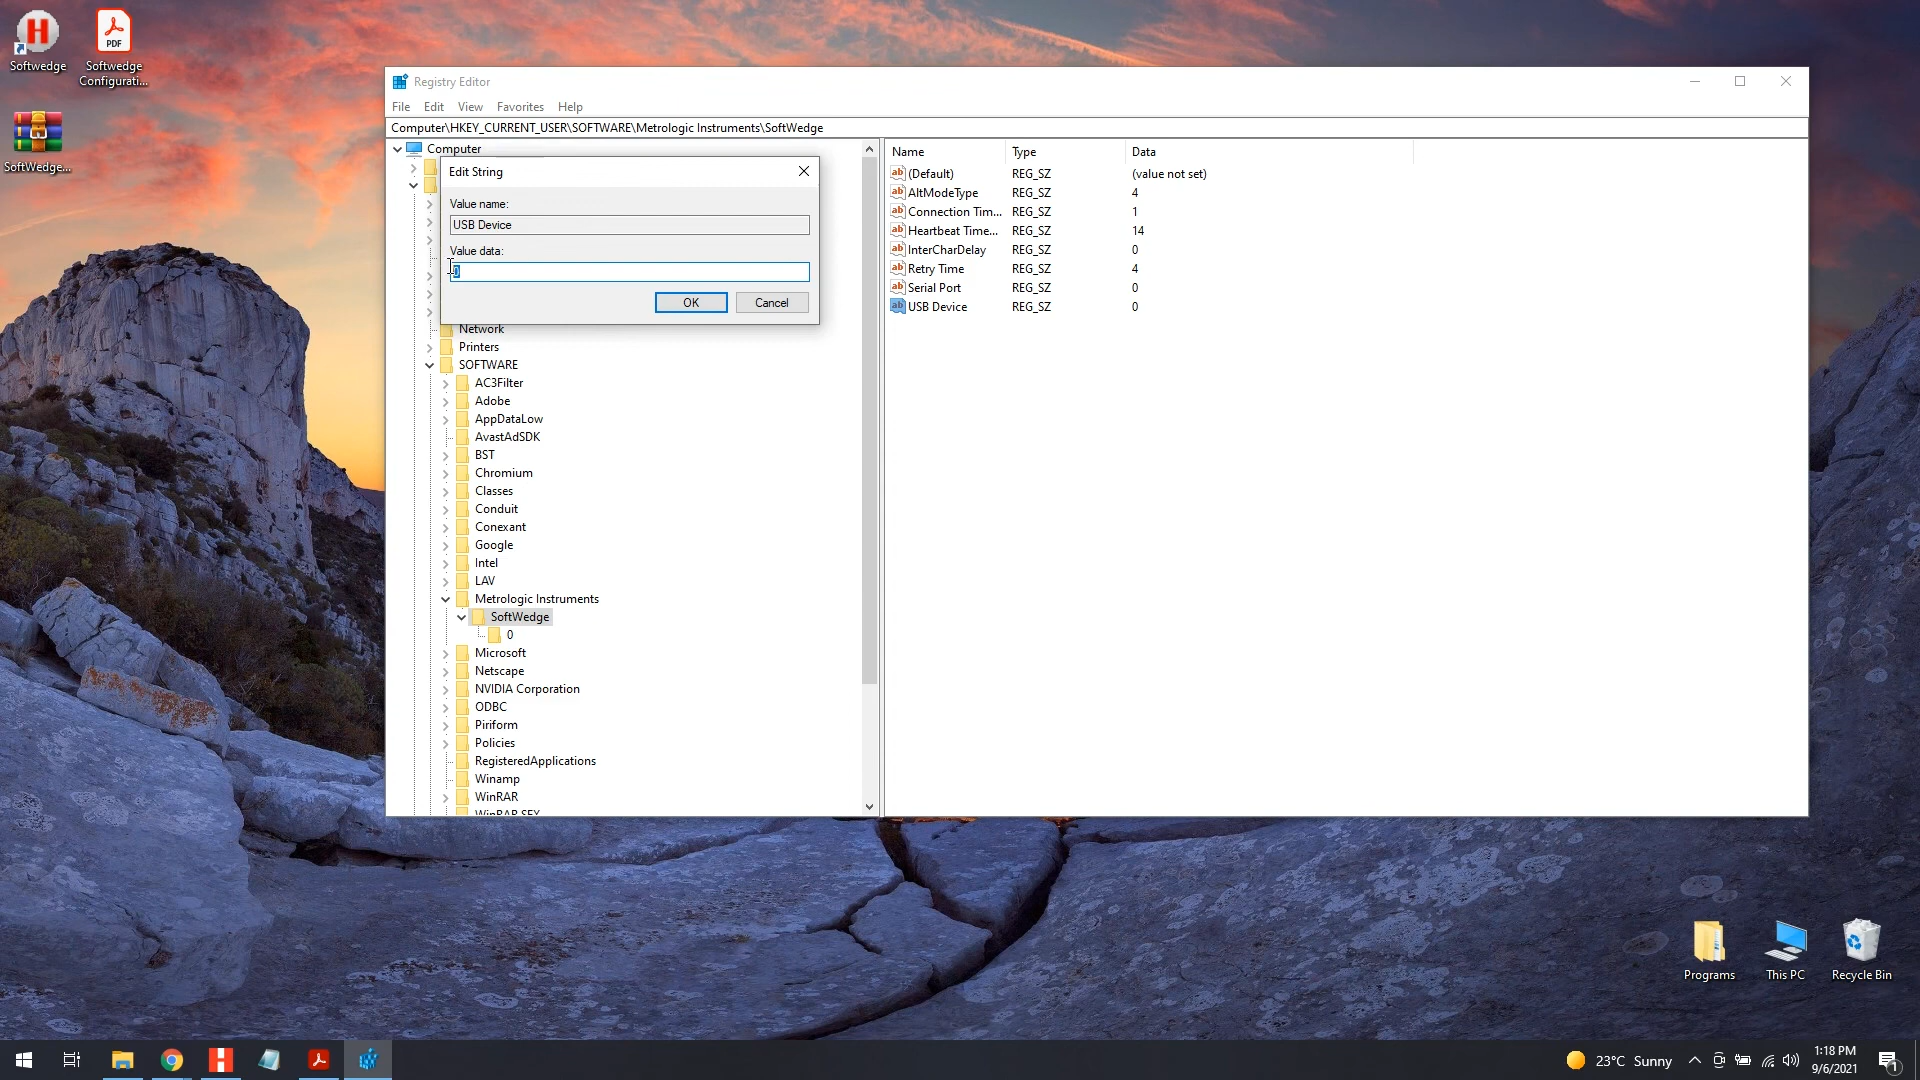 Softwedge
Softwedge
Configurati...
SoftWedge...
Registry Editor
File Edit View Favorites Help
Computer\HKEY_CURRENT_USER\SOFTWARE\Metrologic Instruments\SoftWedge
Computer
Edit String
Value name:
USB Device
Value data:
0
OK Cancel
Network
Printers
SOFTWARE
AC3Filter
Adobe
AppDataLow
AvastAdSDK
BST
Chromium
Classes
Conduit
Conexant
Google
Intel
LAV
Metrologic Instruments
SoftWedge
0
Microsoft
Netscape
NVIDIA Corporation
ODBC
Piriform
Policies
RegisteredApplications
Winamp
WinRAR
WinRAR SFX
Name Type Data
(Default) REG_SZ (value not set)
AltModeType REG_SZ 4
Connection Tim... REG_SZ 1
Heartbeat Time... REG_SZ 14
InterCharDelay REG_SZ 0
Retry Time REG_SZ 4
Serial Port REG_SZ 0
USB Device REG_SZ 0
Programs
This PC
Recycle Bin
23°C Sunny
1:18 PM
9/6/2021
1